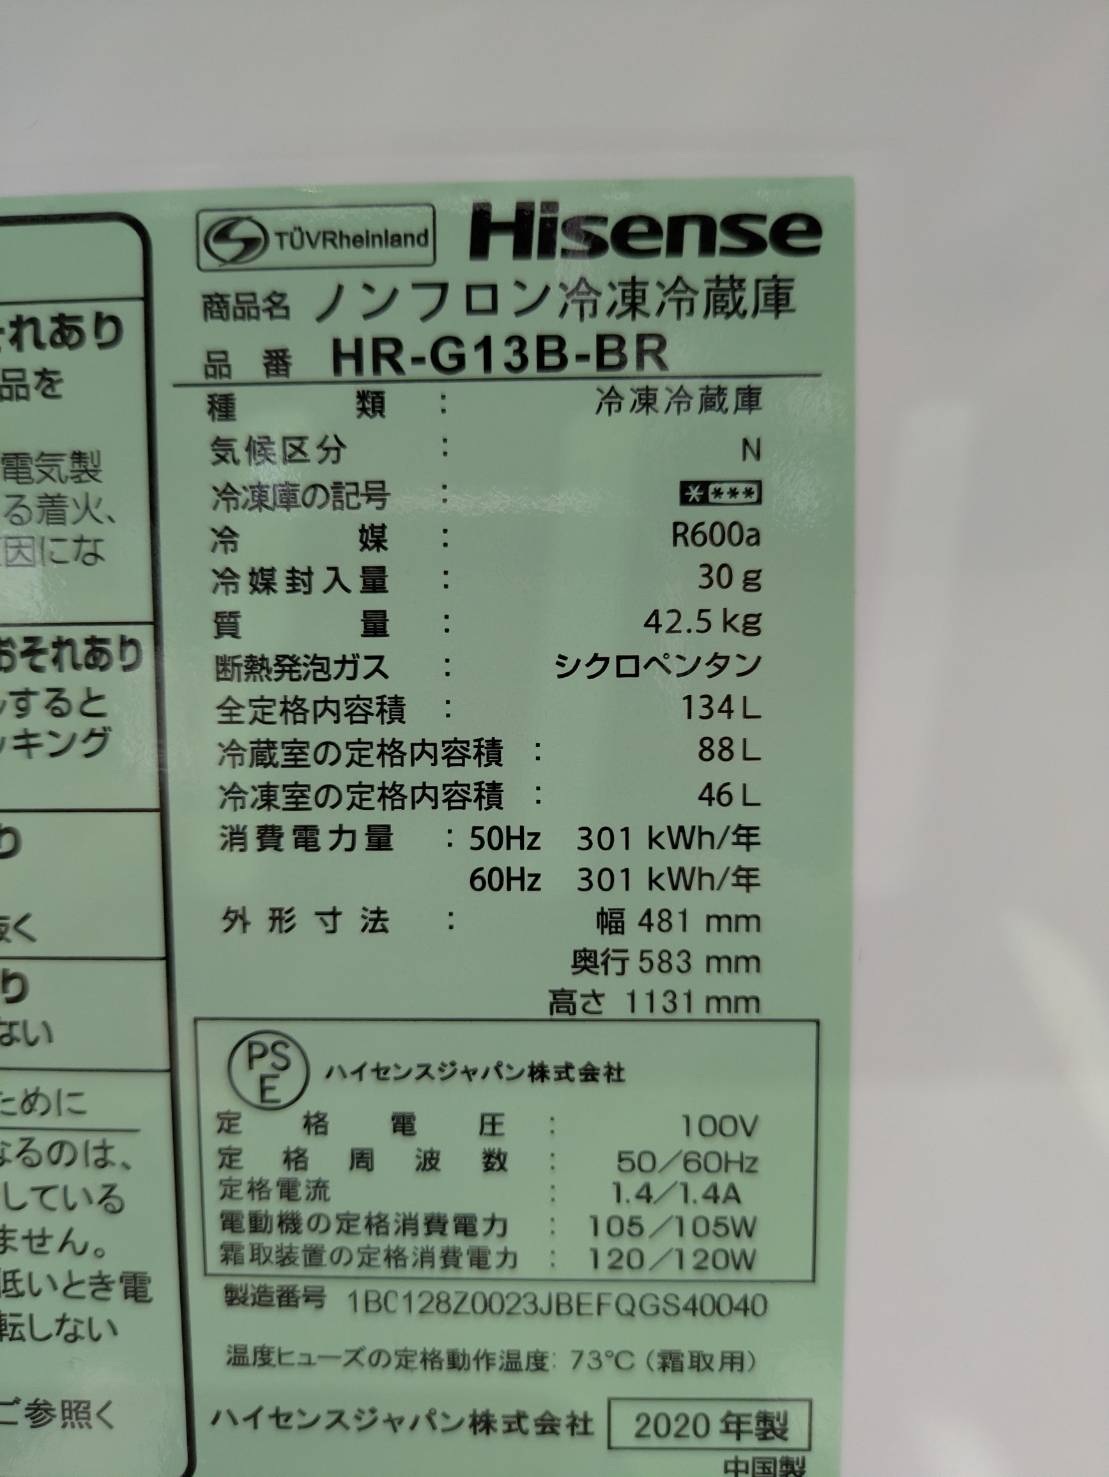 TÜVRheinland Hisense
商品名 ノンフロン冷凍冷蔵庫
品番 HR-G13B-BR
種類 : 冷凍冷蔵庫
気候区分 : N
冷凍庫の記号 : * ***
冷媒 : R600a
冷媒封入量 : 30g
質量 : 42.5kg
断熱発泡ガス : シクロペンタン
全定格内容積 : 134L
冷蔵室の定格内容積 : 88L
冷凍室の定格内容積 : 46L
消費電力量 : 50Hz 301 kWh/年
60Hz 301 kWh/年
外形寸法 : 幅 481 mm
奥行 583 mm
高さ 1131 mm
PSE ハイセンスジャパン株式会社
定格電圧 : 100V
定格周波数 : 50/60Hz
定格電流 : 1.4/1.4A
電動機の定格消費電力 : 105/105W
霜取装置の定格消費電力 : 120/120W
製造番号 1BC128Z0023JBEFQGS40040
温度ヒューズの定格動作温度: 73℃(霜取用)
ハイセンスジャパン株式会社 2020年製
中国製
それあり
品を
電気製
る着火、
因にな
おそれあり
すると
ッキング
り
抜く
り
ない
ために
なるのは、
している
ません。
低いとき電
転しない
ご参照く